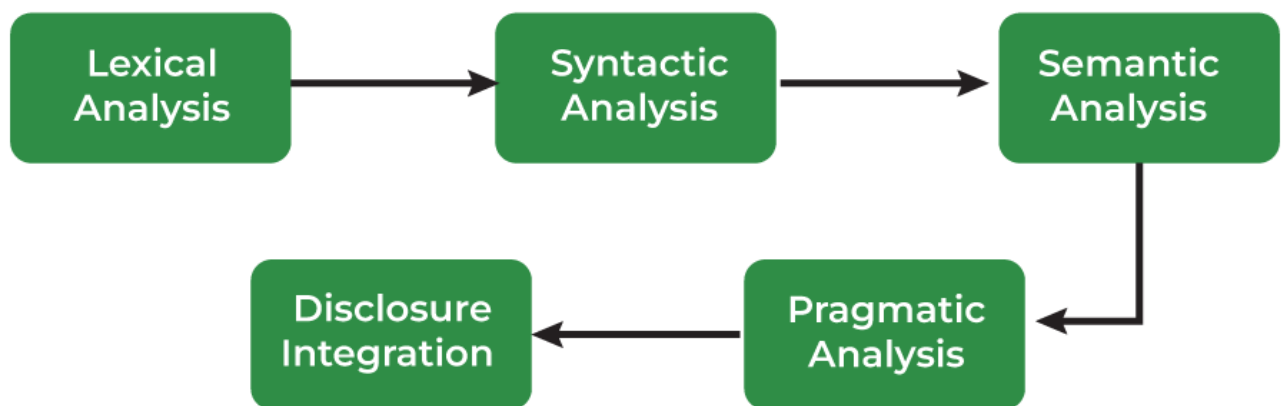 Lexical
Analysis
Syntactic
Analysis
Semantic
Analysis
Disclosure
Integration
Pragmatic
Analysis